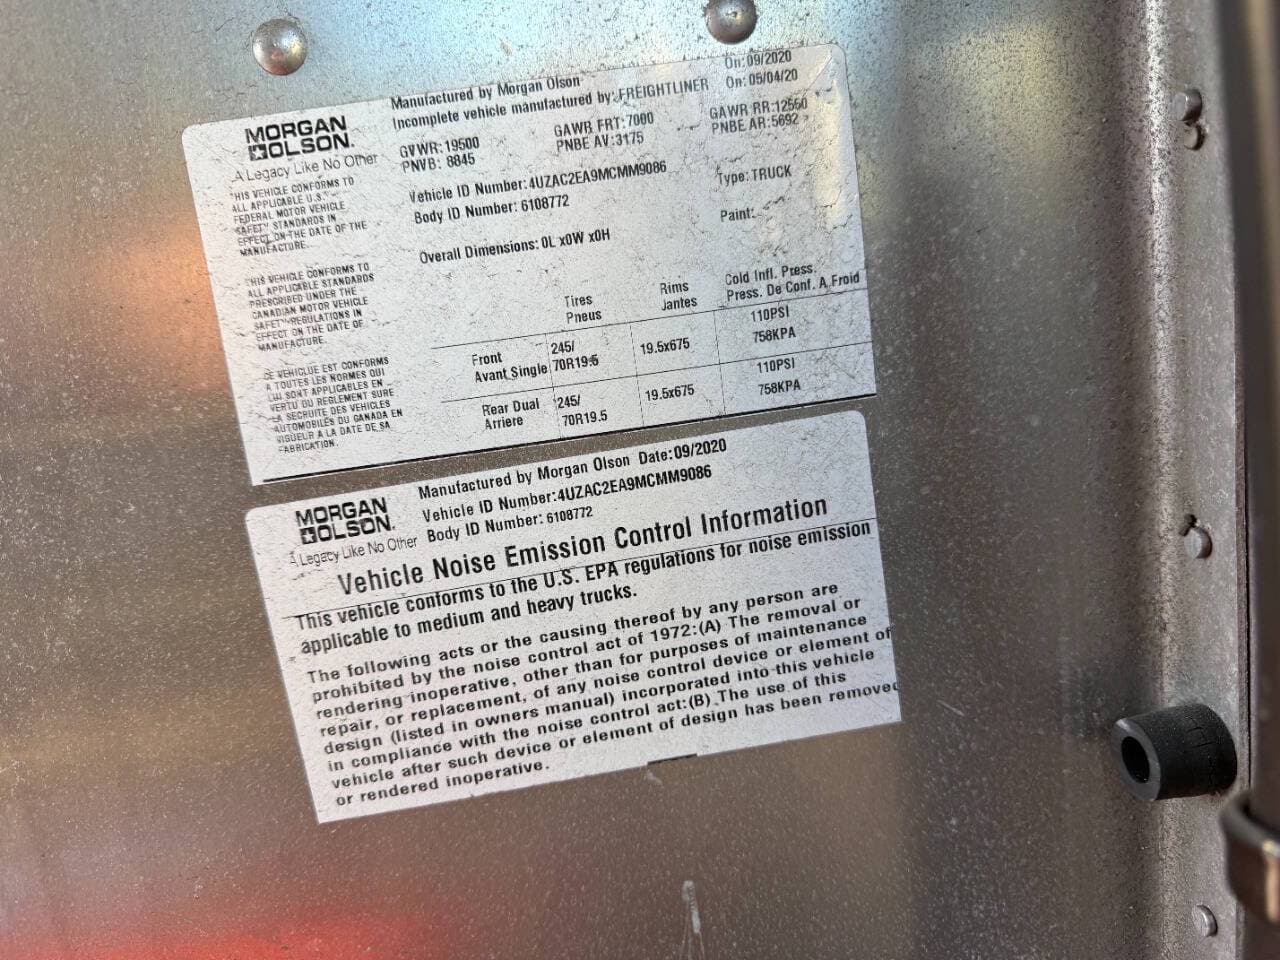 MORGAN
OLSON.
A Legacy Like No Other
Manufactured by Morgan Olson On: 09/2020
Incomplete vehicle manufactured by: FREIGHTLINER On: 05/04/20
GVWR: 19500 GAWR FRT: 7000 GAWR RR: 12560
PNVB: 8845 PNBE AV: 3175 PNBE AR: 5692
Vehicle ID Number: 4UZAC2EA9MCMM9086 Type: TRUCK
Body ID Number: 6108772 Paint:
Overall Dimensions: 0L x0W x0H
THIS VEHICLE CONFORMS TO
ALL APPLICABLE U.S.
FEDERAL MOTOR VEHICLE
SAFETY STANDARDS IN
EFFECT ON THE DATE OF THE
MANUFACTURE.
THIS VEHICLE CONFORMS TO
ALL APPLICABLE STANDARDS
PRESCRIBED UNDER THE
CANADIAN MOTOR VEHICLE
SAFETY REGULATIONS IN
EFFECT ON THE DATE OF
MANUFACTURE.
CE VEHICLUE EST CONFORMS
A TOUTES LES NORMES QUI
LUI SONT APPLICABLES EN
VERTU DU REGLEMENT SURE
LA SECRUITE DES VEHICLES
AUTOMOBILES DU CANADA EN
VIGUEUR A LA DATE DE SA
FABRICATION.
Tires Rims Cold Infl. Press.
Pneus Jantes Press. De Conf. A Froid
Front 245/ 19.5x675 110PSI
Avant Single 70R19.5 758KPA
Rear Dual 245/ 19.5x675 110PSI
Arriere 70R19.5 758KPA
MORGAN
OLSON.
A Legacy Like No Other
Manufactured by Morgan Olson Date: 09/2020
Vehicle ID Number: 4UZAC2EA9MCMM9086
Body ID Number: 6108772
Vehicle Noise Emission Control Information
This vehicle conforms to the U.S. EPA regulations for noise emission
applicable to medium and heavy trucks.
The following acts or the causing thereof by any person are
prohibited by the noise control act of 1972:(A) The removal or
rendering inoperative, other than for purposes of maintenance
repair, or replacement, of any noise control device or element of
design (listed in owners manual) incorporated into this vehicle
in compliance with the noise control act:(B) The use of this
vehicle after such device or element of design has been removed
or rendered inoperative.